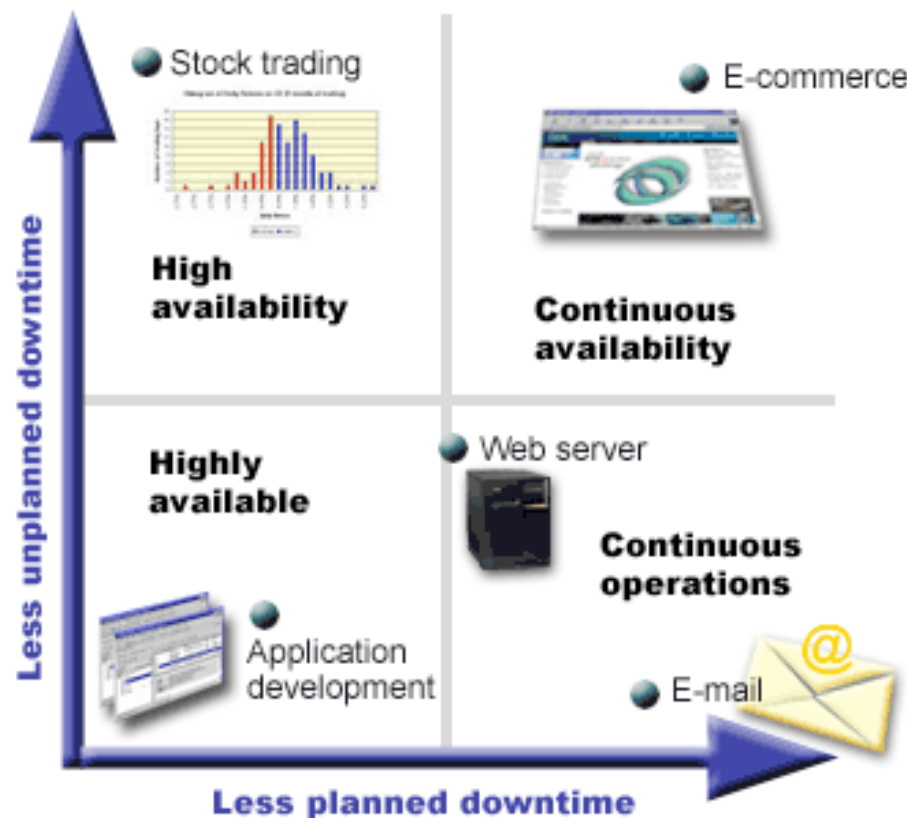 Stock trading
E-commerce
High
availability
Continuous
availability
Less unplanned downtime
Highly
available
Web server
Continuous
operations
Application
development
@
E-mail
Less planned downtime